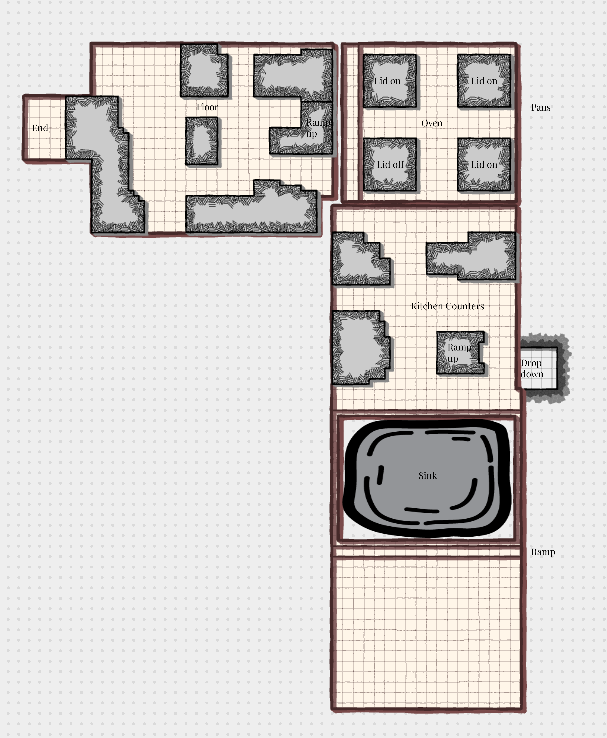 Lid on
Lid on
Floor
Pans
Ramp
up
Oven
End
Lid off
Lid on
Kitchen Counters
Ramp
up
Drop
down
Sink
Ramp